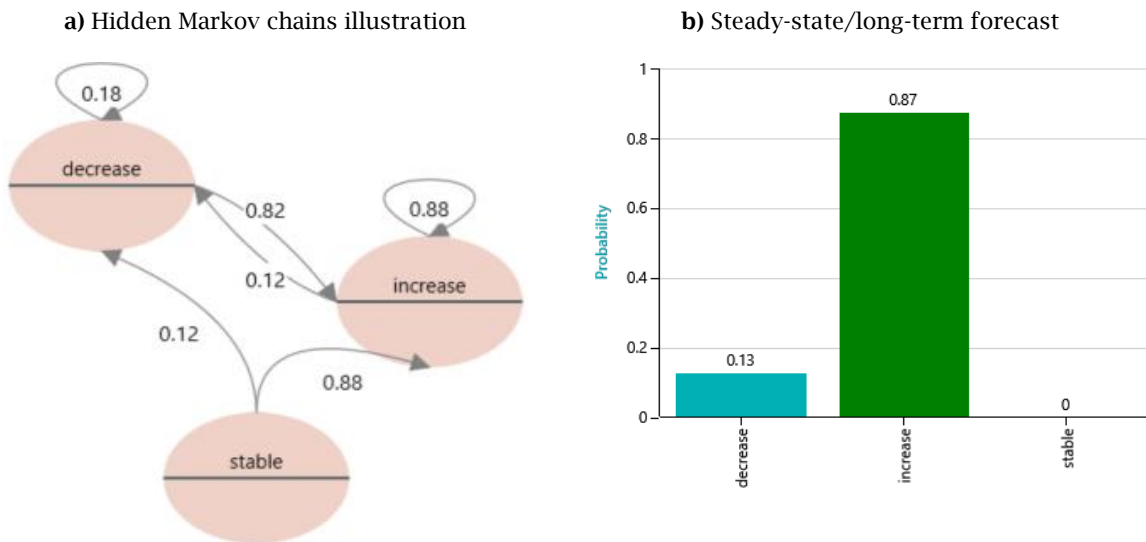 a) Hidden Markov chains illustration
0.18
decrease
0.82
0.12
0.88
increase
0.12
0.88
stable
b) Steady-state/long-term forecast
Probability
1
0.8
0.6
0.4
0.2
0
0.13
0.87
0
decrease
increase
stable